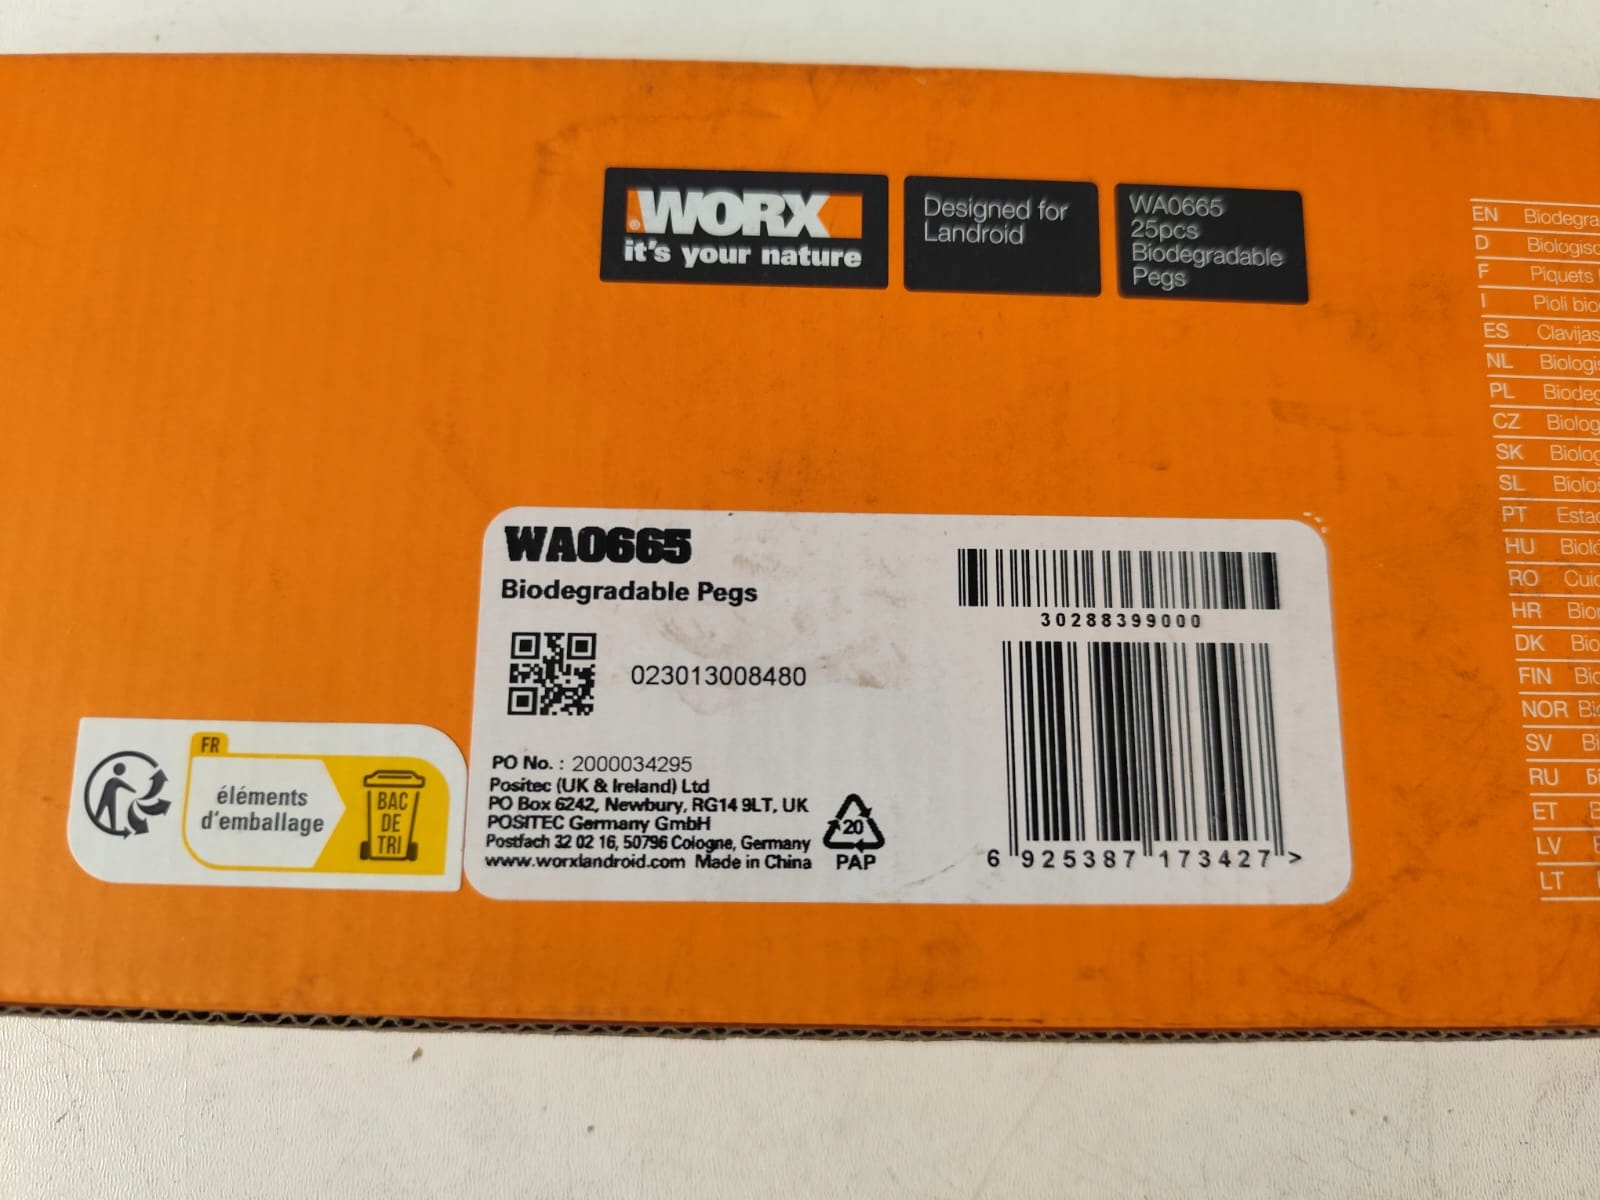 WORX
®
it's your nature
Designed for
Landroid
WA0665
25pcs
Biodegradable
Pegs
EN
D
F Piquets
I Pioli
ES
NL
PL
CZ
SK
SL
PT
HU
RO
HR
DK
FIN
NOR
SV
RU
ET
LV
LT
WA0665
Biodegradable Pegs
023013008480
PO No. : 2000034295
Positec (UK & Ireland) Ltd
PO Box 6242, Newbury, RG14 9LT, UK
POSITEC Germany GmbH
Postfach 32 02 16, 50796 Cologne, Germany
www.worxlandroid.com Made in China
20
PAP
30288399000
6 925387 173427 >
FR
éléments
d'emballage
BAC
DE
TRI